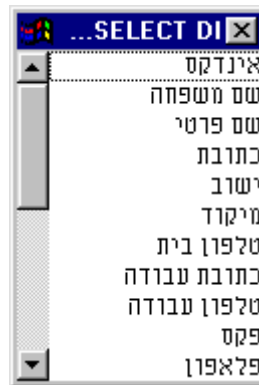 ...SELECT DI
אינדקס
שם משפחה
שם פרטי
כתובת
ישוב
מיקוד
טלפון בית
כתובת עבודה
טלפון עבודה
פקס
פלאפון